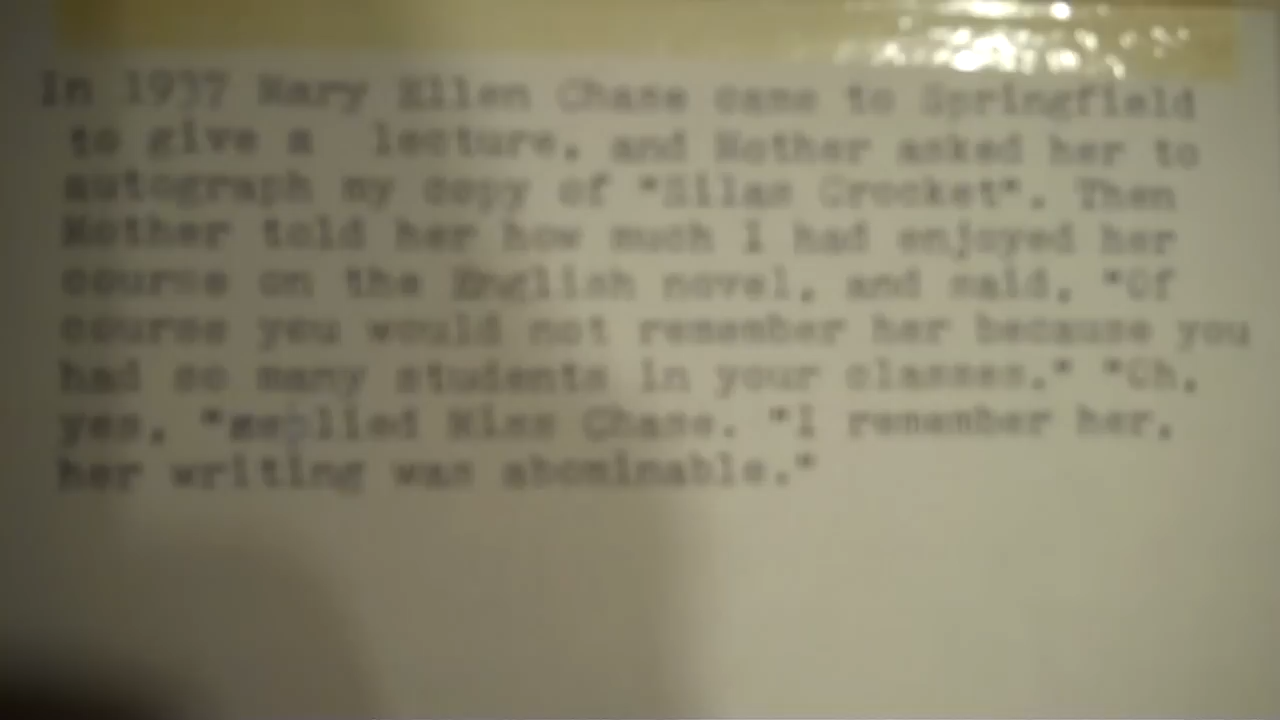 In 1937 Mary Ellen Chase came to Springfield
to give a lecture, and Mother asked her to
autograph my copy of "Silas Crocket". Then
Mother told her how much I had enjoyed her
course on the English novel, and said, "Of
course you would not remember her because you
had so many students in your classes." "Oh,
yes, "replied Miss Chase. "I remember her,
her writing was abominable."